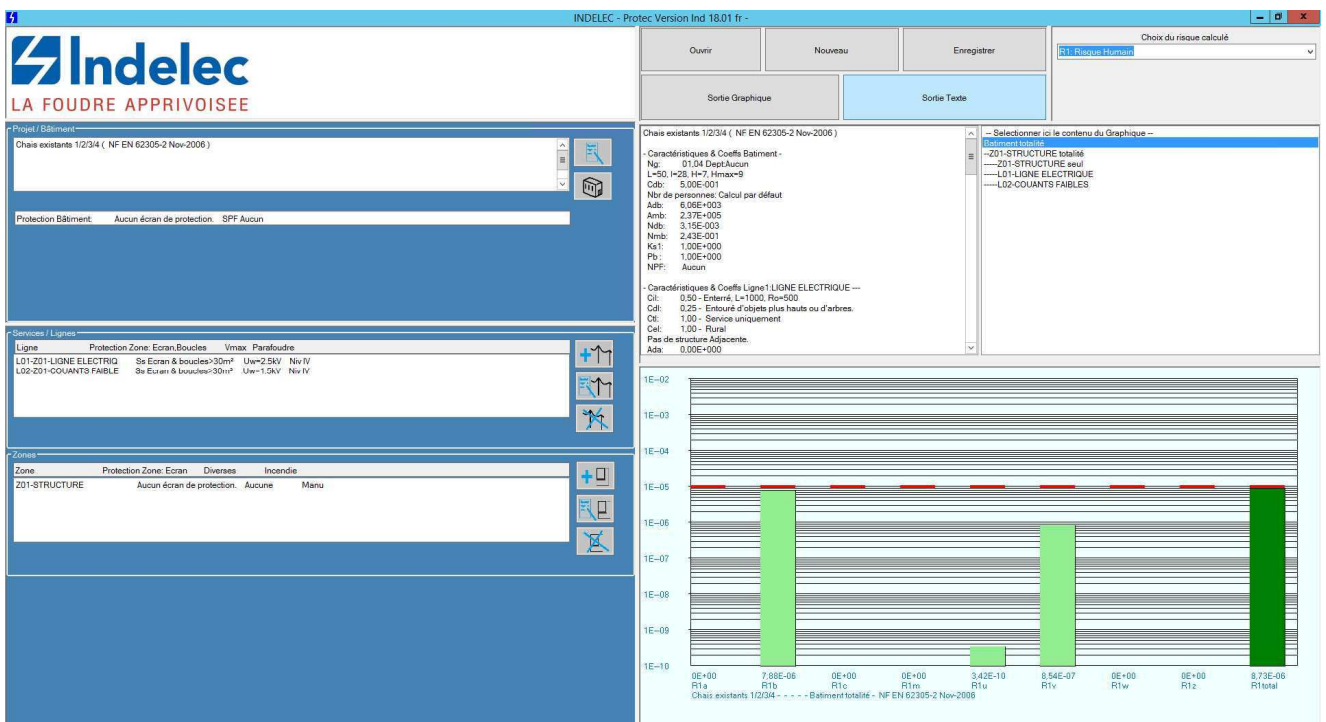 INDELEC - Protec Version Ind 18.01 fr -
Indelec
LA FOUDRE APPRIVOISEE
Ouvrir
Nouveau
Enregistrer
Choix du risque calculé
R1: Risque Humain
Sortie Graphique
Sortie Texte
Projet / Bâtiment
Chais existants 1/2/3/4 ( NF EN 62305-2 Nov-2006 )
Protection Bâtiment: Aucun écran de protection. SPF Aucun
Services / Lignes
Ligne Protection Zone: Ecran,Boucles Vmax Parafoudre
L01-Z01-LIGNE ELECTRIQ Ss Ecran & boucles>30m² Uw=2.5kV Niv IV
L02-Z01-COUANTS FAIBLE Ss Ecran & boucles>30m² Uw=1.5kV Niv IV
Zones
Zone Protection Zone: Ecran Diverses Incendie
Z01-STRUCTURE Aucun écran de protection. Aucune Manu
Chais existants 1/2/3/4 ( NF EN 62305-2 Nov-2006 )
- Caractéristiques & Coeffs Batiment -
Ng: 01,04 Dept:Aucun
L=50, l=28, H=7, Hmax=9
Cdb: 5,00E-001
Nbr de personnes: Calcul par défaut
Adb: 6,06E+003
Amb: 2,37E+005
Ndb: 3,15E-003
Nmb: 2,43E-001
Ks1: 1,00E+000
Pb : 1,00E+000
NPF: Aucun
- Caractéristiques & Coeffs Ligne1:LIGNE ELECTRIQUE ---
Cil: 0,50 - Enterré, L=1000, Ro=500
Cdl: 0,25 - Entouré d'objets plus hauts ou d'arbres.
Ctl: 1,00 - Service uniquement
Cel: 1,00 - Rural
Pas de structure Adjacente.
Ada: 0,00E+000
-- Selectionner ici le contenu du Graphique --
Batiment totalité
--Z01-STRUCTURE totalité
----Z01-STRUCTURE seul
-----L01-LIGNE ELECTRIQUE
-----L02-COUANTS FAIBLES
1E-02
1E-03
1E-04
1E-05
1E-06
1E-07
1E-08
1E-09
1E-10
0E+00 7,88E-06 0E+00 0E+00 3,42E-10 8,54E-07 0E+00 0E+00 8,73E-06
R1a R1b R1c R1m R1u R1v R1w R1z R1total
Chais existants 1/2/3/4 - - - - - Batiment totalité - NF EN 62305-2 Nov-2006